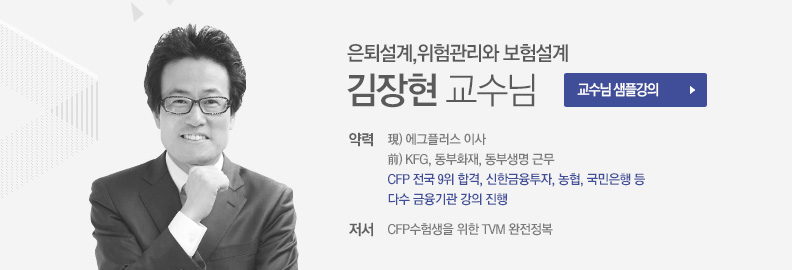 은퇴설계,위험관리와 보험설계
김장현 교수님
교수님 샘플강의
약력 現) 에그플러스 이사
前) KFG, 동부화재, 동부생명 근무
CFP 전국 9위 합격, 신한금융투자, 농협, 국민은행 등
다수 금융기관 강의 진행
저서 CFP수험생을 위한 TVM 완전정복